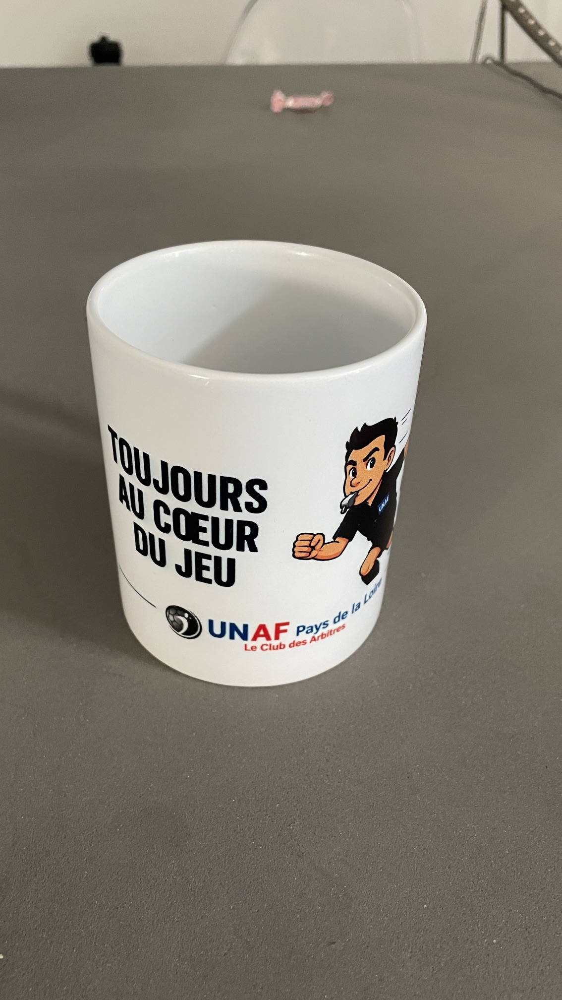 TOUJOURS
AU CŒUR
DU JEU
UNAF
UNAF Pays de la Loire
Le Club des Arbitres